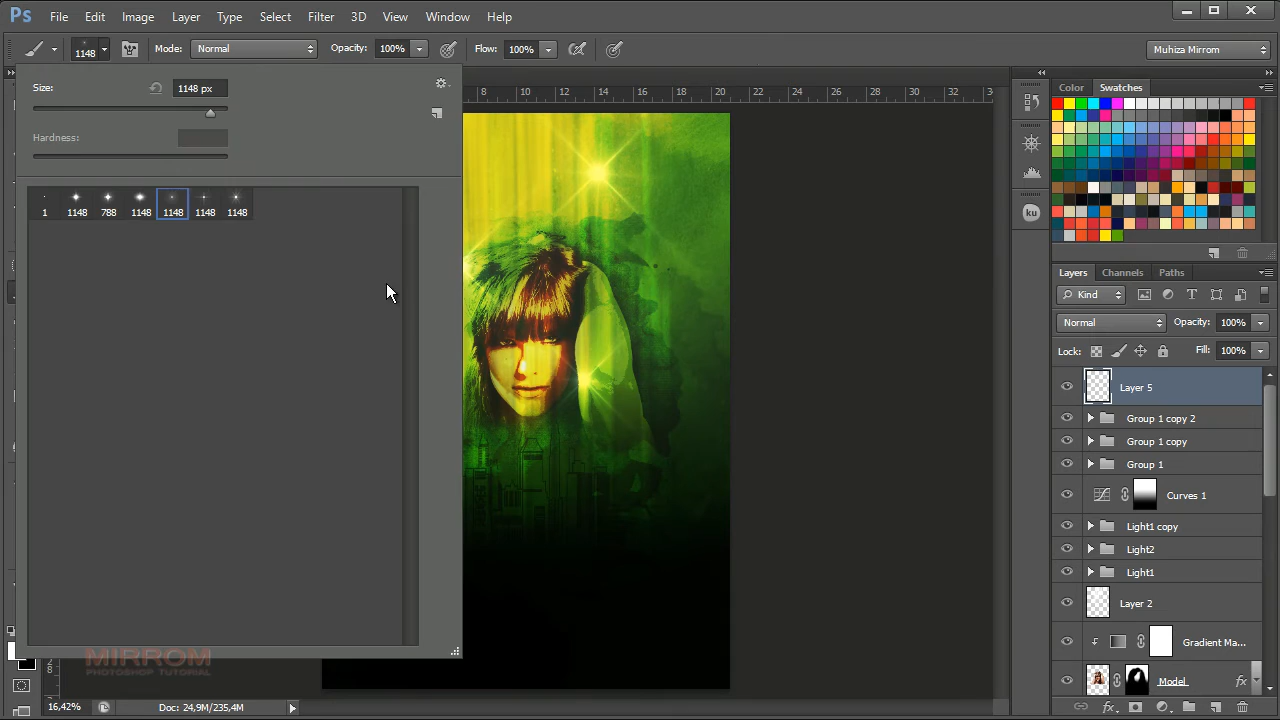 Ps File Edit Image Layer Type Select Filter 3D View Window Help
1148 Mode: Normal Opacity: 100% Flow: 100% Muhiza Mirrom
Size: 1148 px
Hardness:
1 1148 788 1148 1148 1148 1148
8 10 12 14 16 18 20 22 24 26 28 30 32
Color Swatches
ku
Layers Channels Paths
Kind
Normal Opacity: 100%
Lock: Fill: 100%
Layer 5
Group 1 copy 2
Group 1 copy
Group 1
Curves 1
Light1 copy
Light2
Light1
Layer 2
Gradient Ma...
Model fx
MIRROM
PHOTOSHOP TUTORIAL
16,42% Doc: 24,9M/235,4M
fx